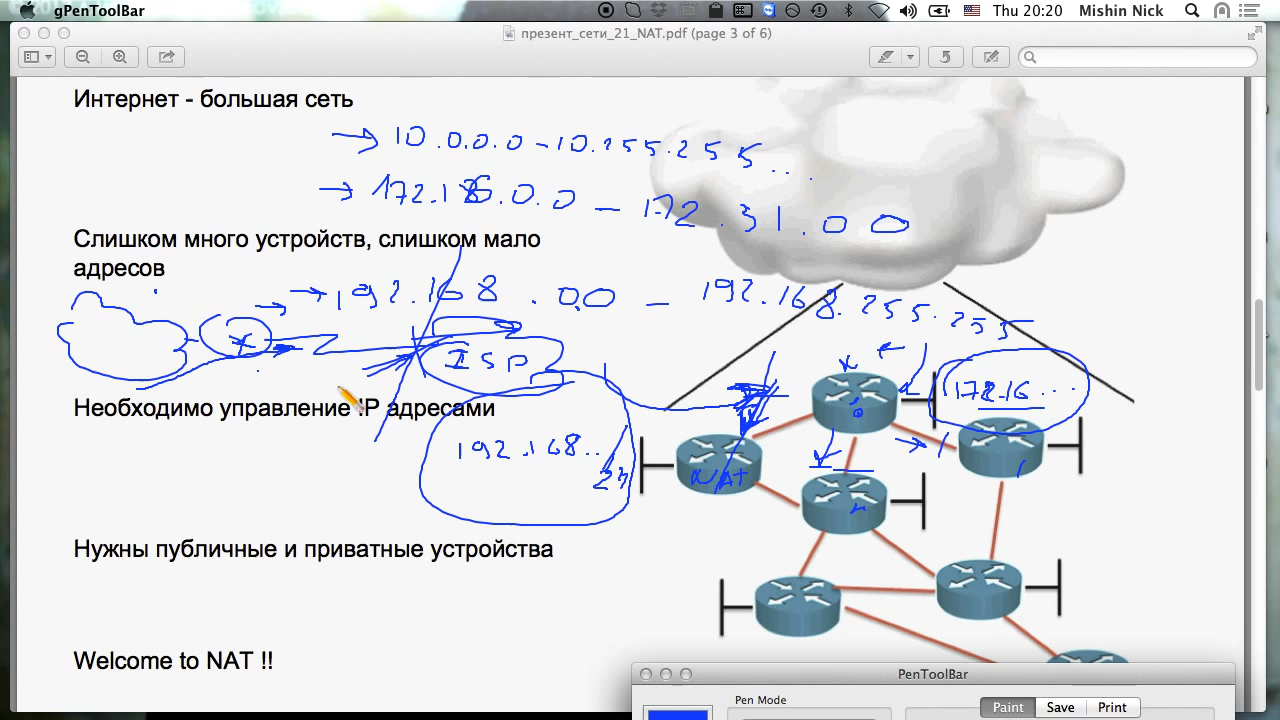 gPenToolBar
Thu 20:20 Mishin Nick
презент_сети_21_NAT.pdf (page 3 of 6)
Интернет - большая сеть
→ 10.0.0.0 - 10.255.255...
→ 172.16.0.0 - 172.31.0.0
Слишком много устройств, слишком мало
адресов
→ → 192.168.0.0 - 192.168.255.255
ISP
172.16...
Необходимо управление IP адресами
192.168..
24
NAT
Нужны публичные и приватные устройства
Welcome to NAT !!
PenToolBar
Pen Mode
Paint Save Print